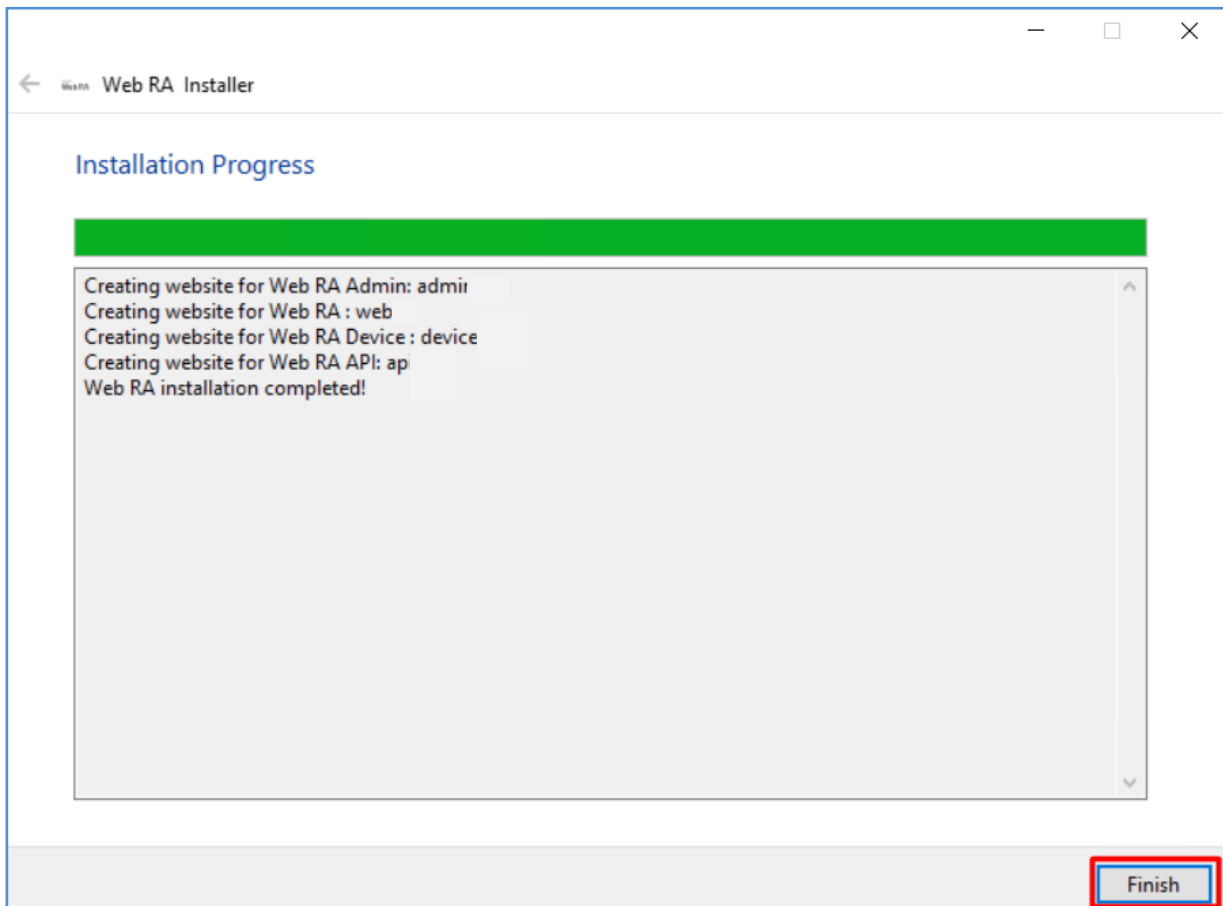 WebRA Web RA Installer
Installation Progress
Creating website for Web RA Admin: admin
Creating website for Web RA : web
Creating website for Web RA Device : device
Creating website for Web RA API: api
Web RA installation completed!
Finish